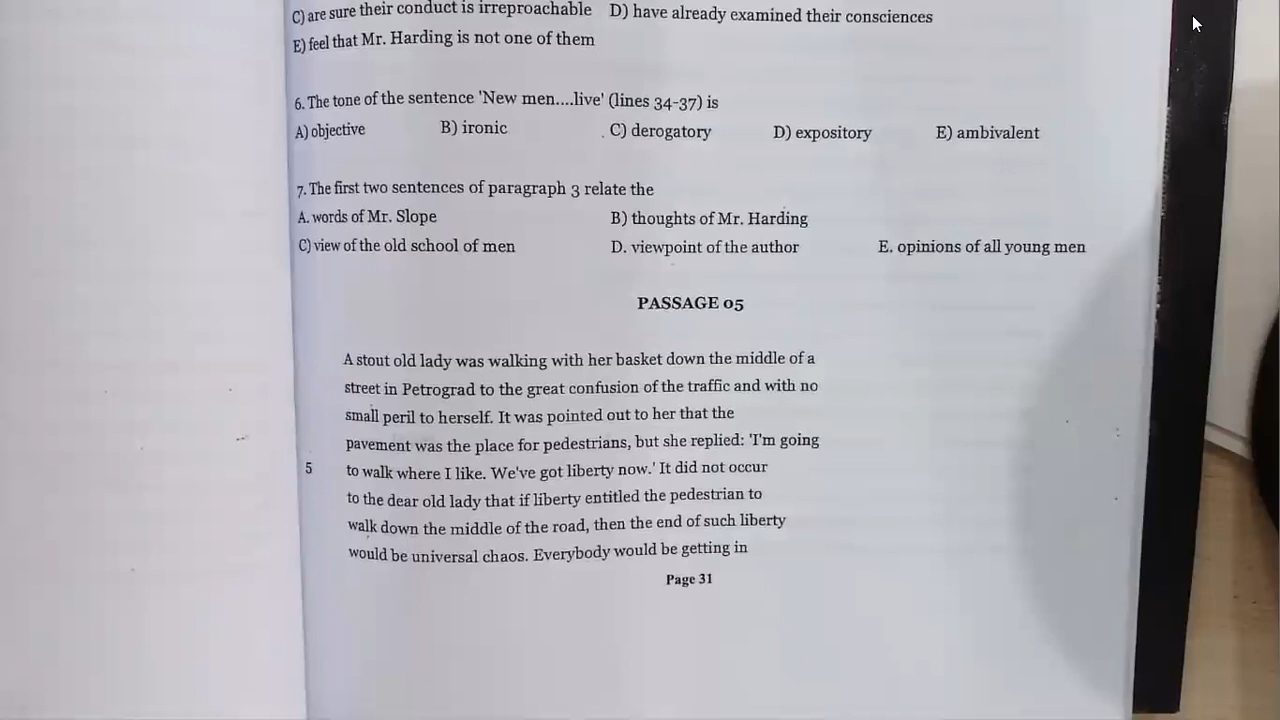 C) are sure their conduct is irreproachable D) have already examined their consciences
E) feel that Mr. Harding is not one of them
6. The tone of the sentence 'New men....live' (lines 34-37) is
A) objective B) ironic C) derogatory D) expository E) ambivalent
7. The first two sentences of paragraph 3 relate the
A. words of Mr. Slope B) thoughts of Mr. Harding
C) view of the old school of men D. viewpoint of the author E. opinions of all young men
PASSAGE 05
A stout old lady was walking with her basket down the middle of a
street in Petrograd to the great confusion of the traffic and with no
small peril to herself. It was pointed out to her that the
pavement was the place for pedestrians, but she replied: 'I'm going
5 to walk where I like. We've got liberty now.' It did not occur
to the dear old lady that if liberty entitled the pedestrian to
walk down the middle of the road, then the end of such liberty
would be universal chaos. Everybody would be getting in
Page 31